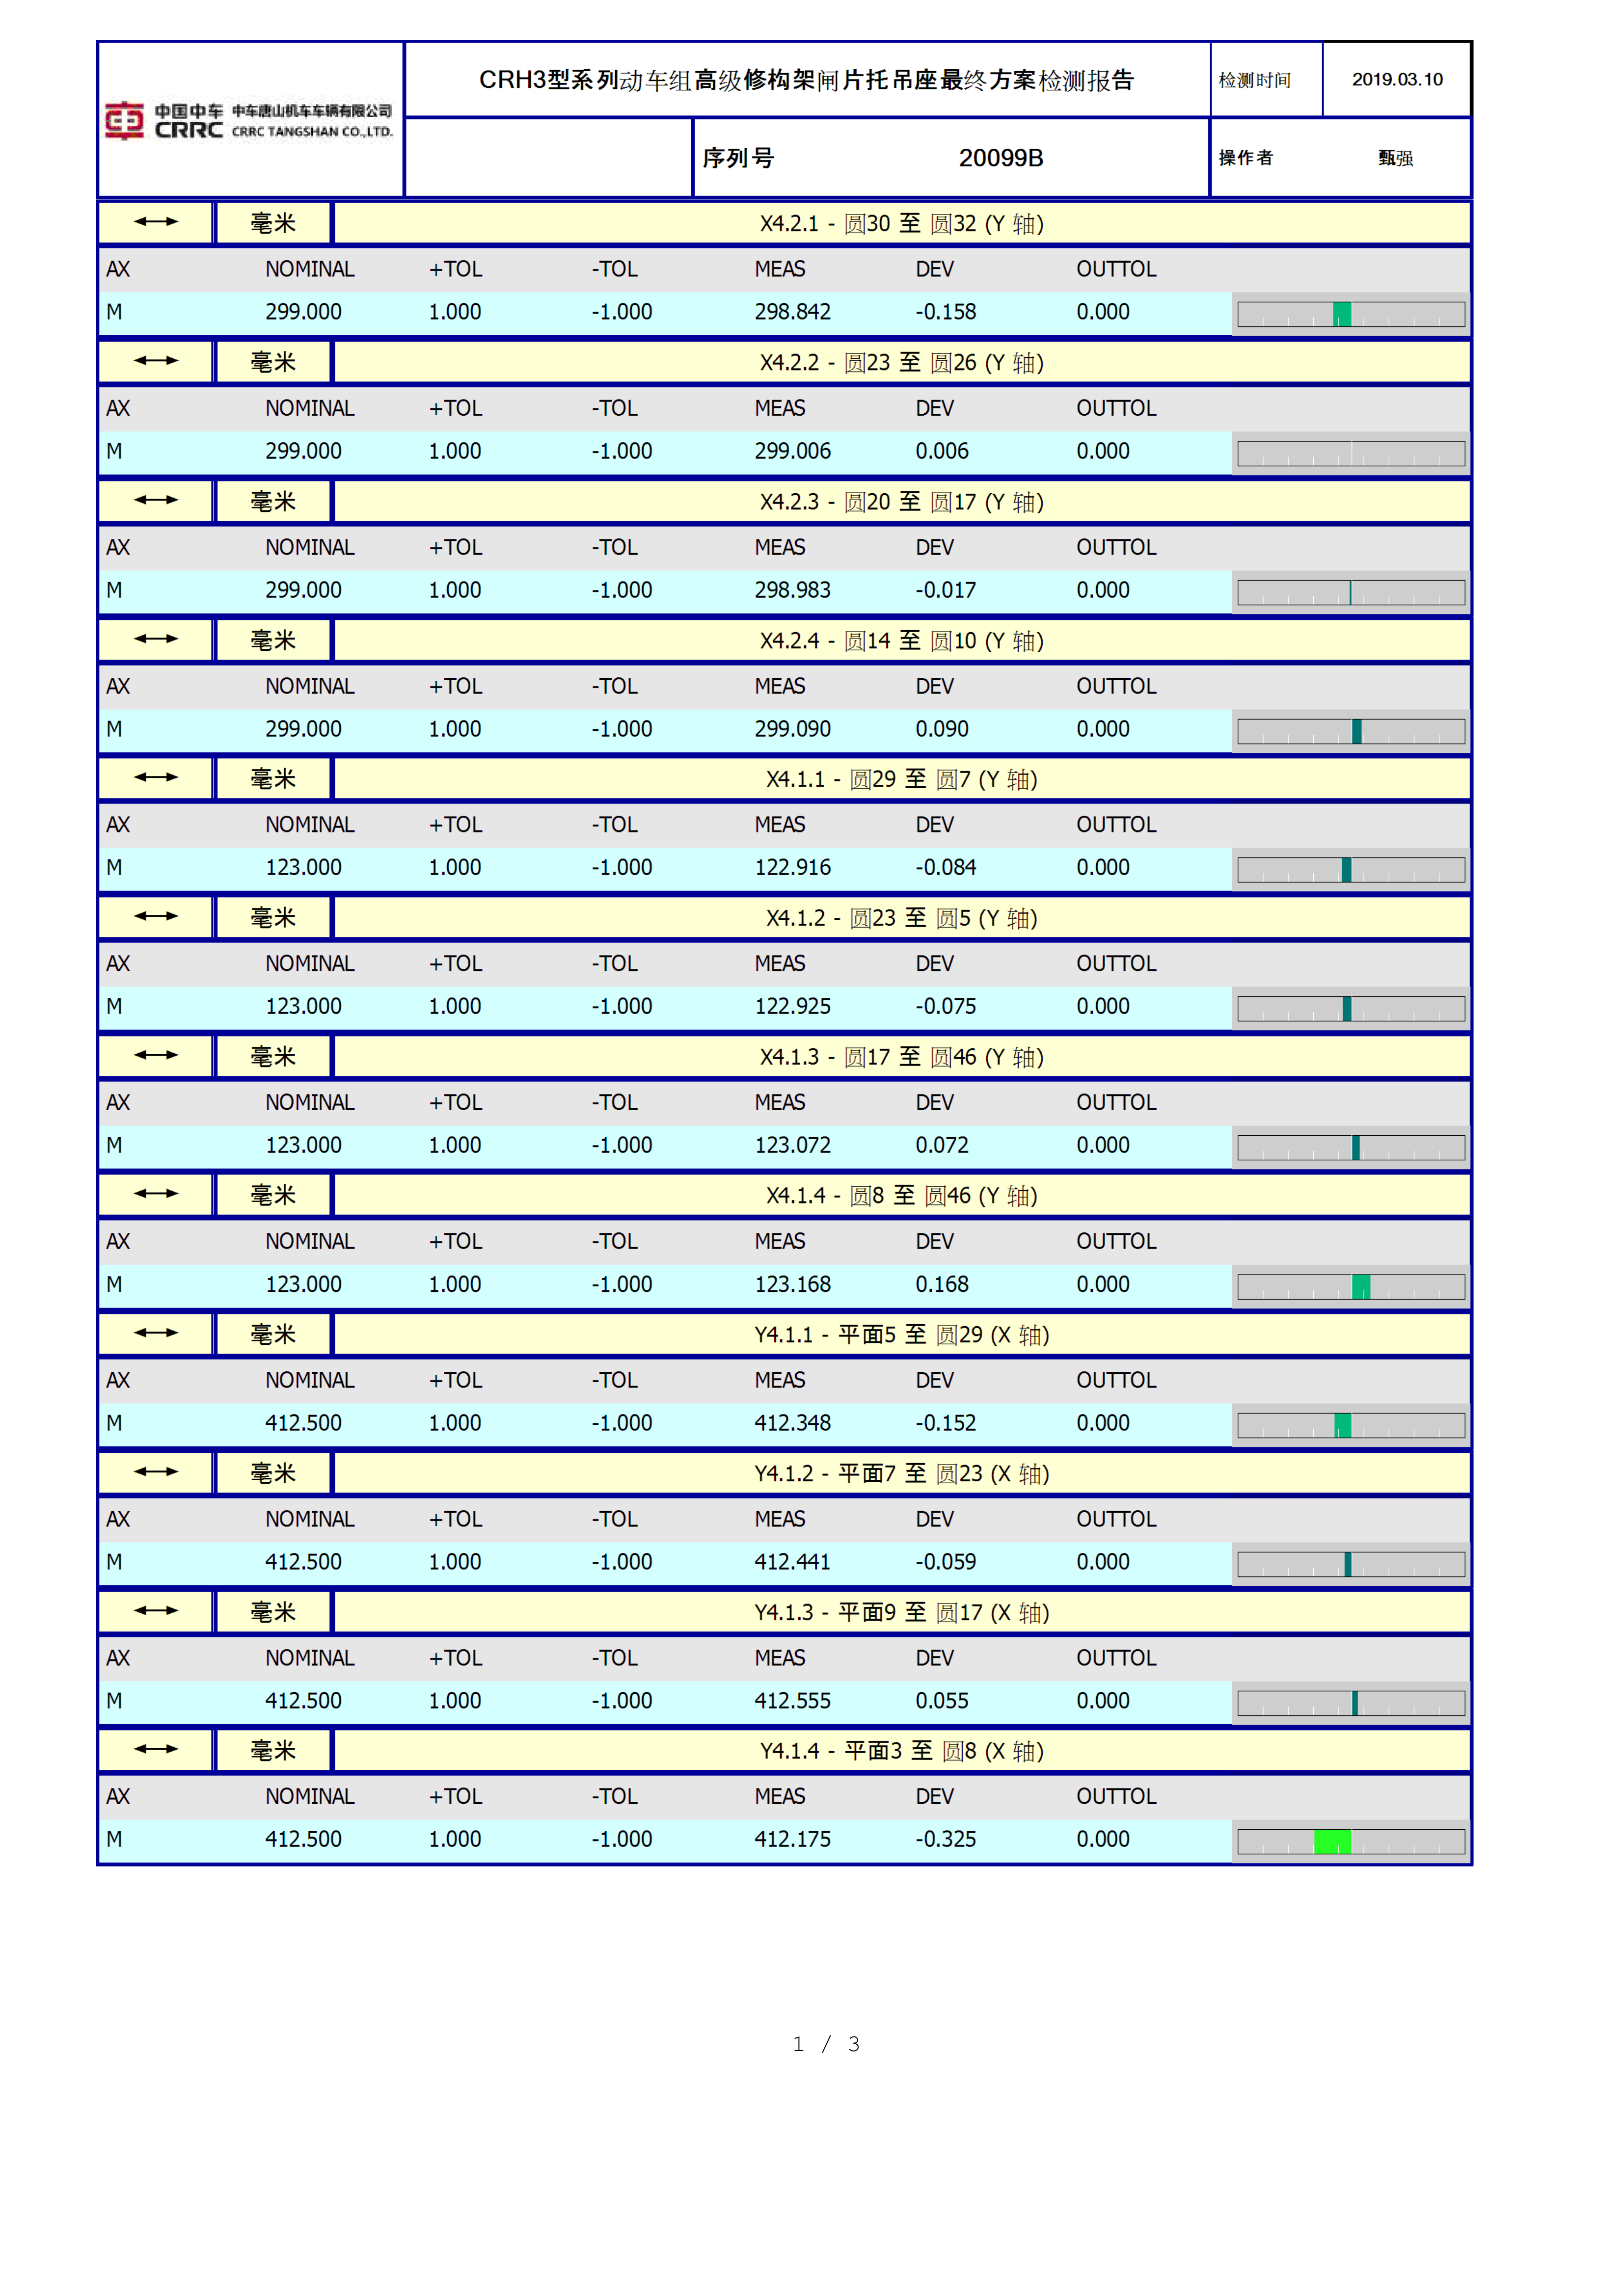 中国中车 中车唐山机车车辆有限公司
CRRC CRRC TANGSHAN CO.,LTD.
CRH3型系列动车组高级修构架闸片托吊座最终方案检测报告 检测时间 2019.03.10
序列号 20099B 操作者 甄强
毫米 X4.2.1 - 圆30 至 圆32 (Y 轴)
AX NOMINAL +TOL -TOL MEAS DEV OUTTOL
M 299.000 1.000 -1.000 298.842 -0.158 0.000
毫米 X4.2.2 - 圆23 至 圆26 (Y 轴)
AX NOMINAL +TOL -TOL MEAS DEV OUTTOL
M 299.000 1.000 -1.000 299.006 0.006 0.000
毫米 X4.2.3 - 圆20 至 圆17 (Y 轴)
AX NOMINAL +TOL -TOL MEAS DEV OUTTOL
M 299.000 1.000 -1.000 298.983 -0.017 0.000
毫米 X4.2.4 - 圆14 至 圆10 (Y 轴)
AX NOMINAL +TOL -TOL MEAS DEV OUTTOL
M 299.000 1.000 -1.000 299.090 0.090 0.000
毫米 X4.1.1 - 圆29 至 圆7 (Y 轴)
AX NOMINAL +TOL -TOL MEAS DEV OUTTOL
M 123.000 1.000 -1.000 122.916 -0.084 0.000
毫米 X4.1.2 - 圆23 至 圆5 (Y 轴)
AX NOMINAL +TOL -TOL MEAS DEV OUTTOL
M 123.000 1.000 -1.000 122.925 -0.075 0.000
毫米 X4.1.3 - 圆17 至 圆46 (Y 轴)
AX NOMINAL +TOL -TOL MEAS DEV OUTTOL
M 123.000 1.000 -1.000 123.072 0.072 0.000
毫米 X4.1.4 - 圆8 至 圆46 (Y 轴)
AX NOMINAL +TOL -TOL MEAS DEV OUTTOL
M 123.000 1.000 -1.000 123.168 0.168 0.000
毫米 Y4.1.1 - 平面5 至 圆29 (X 轴)
AX NOMINAL +TOL -TOL MEAS DEV OUTTOL
M 412.500 1.000 -1.000 412.348 -0.152 0.000
毫米 Y4.1.2 - 平面7 至 圆23 (X 轴)
AX NOMINAL +TOL -TOL MEAS DEV OUTTOL
M 412.500 1.000 -1.000 412.441 -0.059 0.000
毫米 Y4.1.3 - 平面9 至 圆17 (X 轴)
AX NOMINAL +TOL -TOL MEAS DEV OUTTOL
M 412.500 1.000 -1.000 412.555 0.055 0.000
毫米 Y4.1.4 - 平面3 至 圆8 (X 轴)
AX NOMINAL +TOL -TOL MEAS DEV OUTTOL
M 412.500 1.000 -1.000 412.175 -0.325 0.000
1 / 3